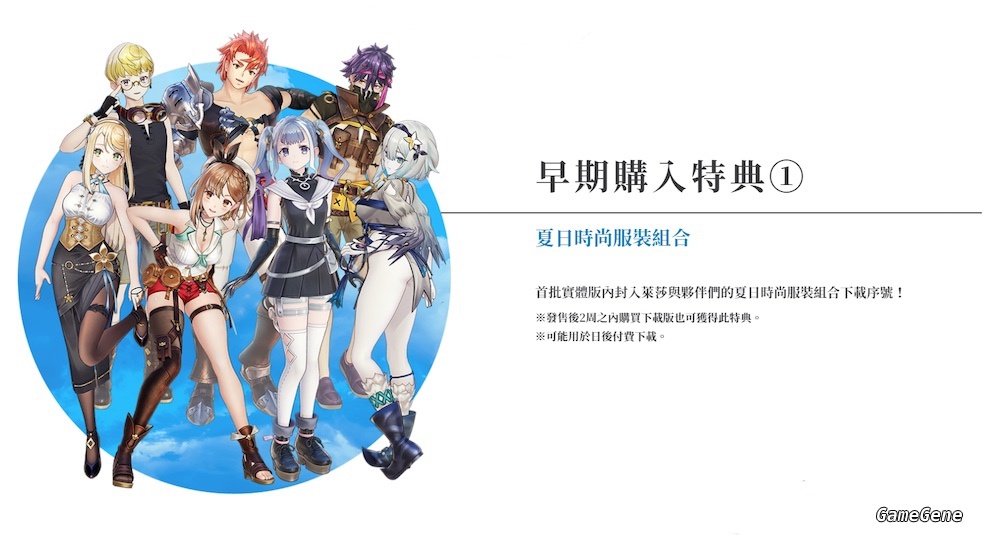 早期購入特典①
夏日時尚服裝組合
首批實體版內封入萊莎與夥伴們的夏日時尚服裝組合下載序號！
※發售後2周之內購買下載版也可獲得此特典。
※可能用於日後付費下載。
GameGene